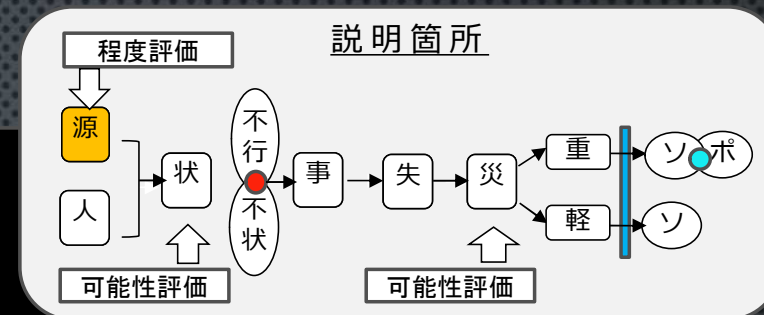 説明箇所
程度評価
源
人
状
不行
不状
事
失
災
重
軽
ソ
ポ
ソ
可能性評価
可能性評価